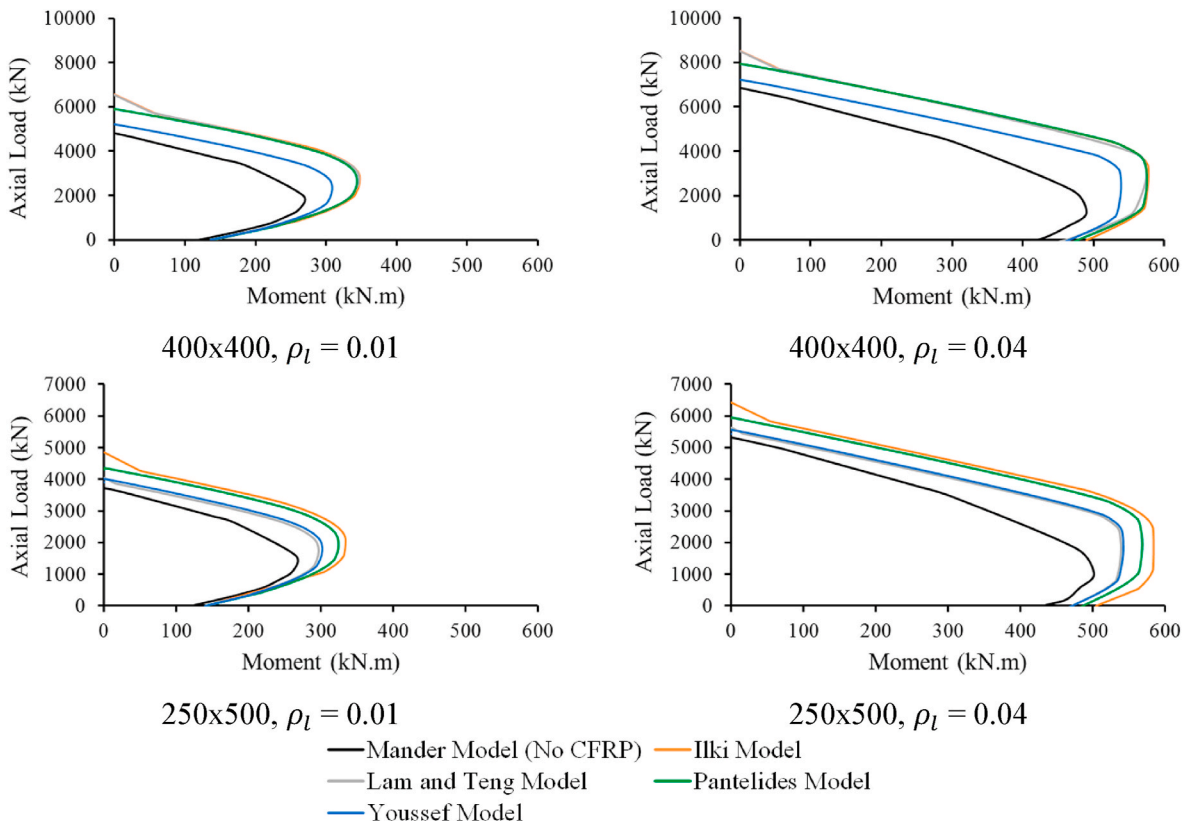 10000
8000
6000
4000
2000
0
Axial Load (kN)
0 100 200 300 400 500 600
Moment (kN.m)
400x400, ρₗ = 0.01
10000
8000
6000
4000
2000
0
Axial Load (kN)
0 100 200 300 400 500 600
Moment (kN.m)
400x400, ρₗ = 0.04
7000
6000
5000
4000
3000
2000
1000
0
Axial Load (kN)
0 100 200 300 400 500 600
Moment (kN.m)
250x500, ρₗ = 0.01
7000
6000
5000
4000
3000
2000
1000
0
Axial Load (kN)
0 100 200 300 400 500 600
Moment (kN.m)
250x500, ρₗ = 0.04
Mander Model (No CFRP)
Ilki Model
Lam and Teng Model
Pantelides Model
Youssef Model